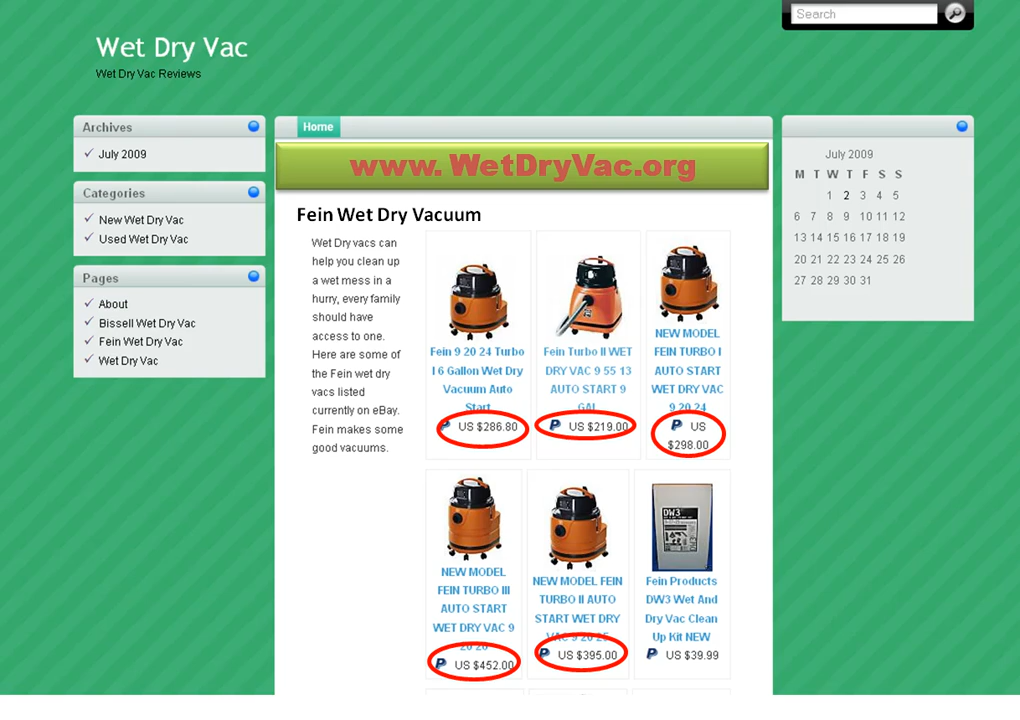 Search
Wet Dry Vac
Wet Dry Vac Reviews
Archives
July 2009
Categories
New Wet Dry Vac
Used Wet Dry Vac
Pages
About
Bissell Wet Dry Vac
Fein Wet Dry Vac
Wet Dry Vac
Home
www.WetDryVac.org
Fein Wet Dry Vacuum
Wet Dry vacs can
help you clean up
a wet mess in a
hurry, every family
should have
access to one.
Here are some of
the Fein wet dry
vacs listed
currently on eBay.
Fein makes some
good vacuums.
Fein 9 20 24 Turbo
I 6 Gallon Wet Dry
Vacuum Auto
Start
US $286.80
Fein Turbo II WET
DRY VAC 9 55 13
AUTO START 9
GAL
US $219.00
NEW MODEL
FEIN TURBO I
AUTO START
WET DRY VAC
9 20 24
US
$298.00
NEW MODEL
FEIN TURBO III
AUTO START
WET DRY VAC 9
20 26
US $452.00
NEW MODEL FEIN
TURBO II AUTO
START WET DRY
VAC 9 20 25
US $395.00
DW3
Fein Products
DW3 Wet And
Dry Vac Clean
Up Kit NEW
US $39.99
July 2009
M T W T F S S
1 2 3 4 5
6 7 8 9 10 11 12
13 14 15 16 17 18 19
20 21 22 23 24 25 26
27 28 29 30 31